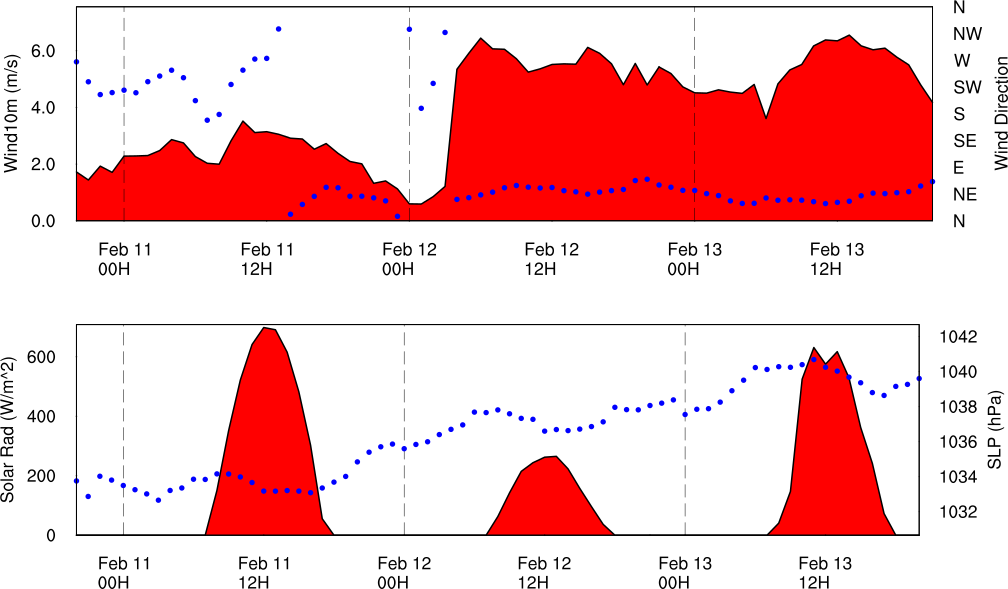 N
NW
6.0
W
SW
4.0
S
SE
2.0
E
NE
0.0
N
Wind10m (m/s)
Wind Direction
Feb 11
00H
Feb 11
12H
Feb 12
00H
Feb 12
12H
Feb 13
00H
Feb 13
12H
1042
600
1040
400
1038
1036
200
1034
1032
0
Solar Rad (W/m^2)
SLP (hPa)
Feb 11
00H
Feb 11
12H
Feb 12
00H
Feb 12
12H
Feb 13
00H
Feb 13
12H